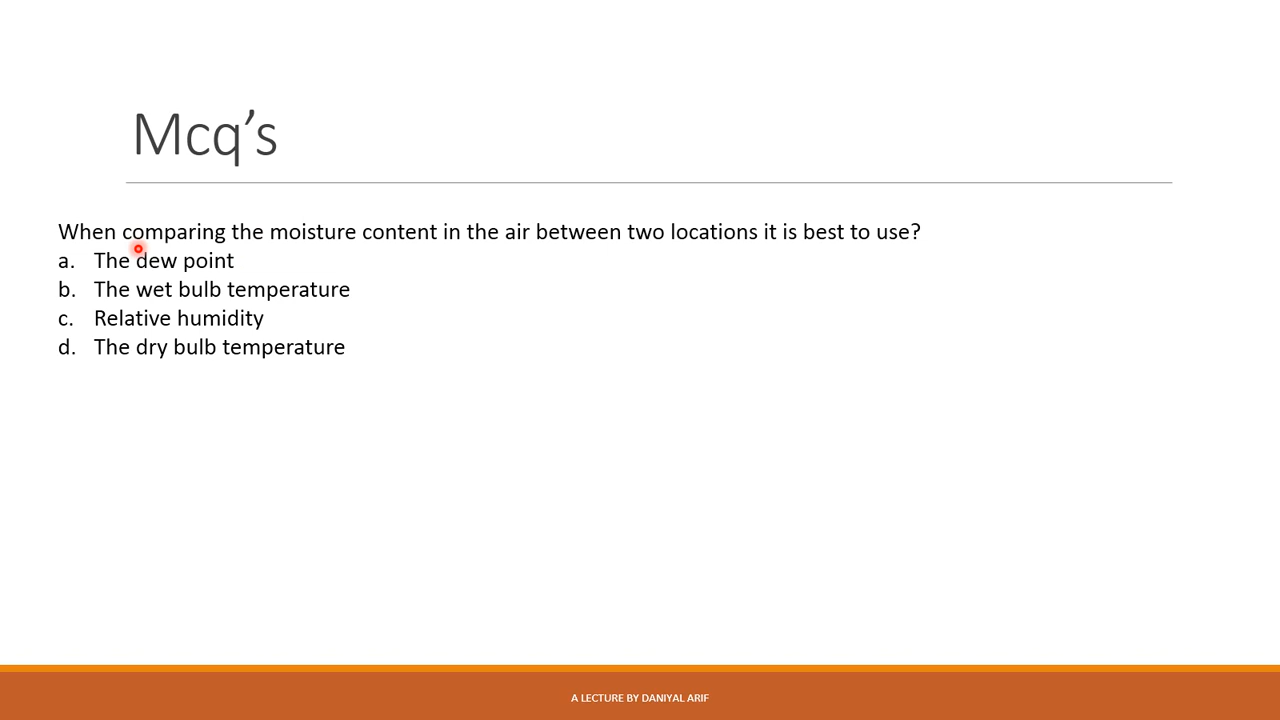 Mcq’s
When comparing the moisture content in the air between two locations it is best to use?
a. The dew point
b. The wet bulb temperature
c. Relative humidity
d. The dry bulb temperature
A LECTURE BY DANIYAL ARIF